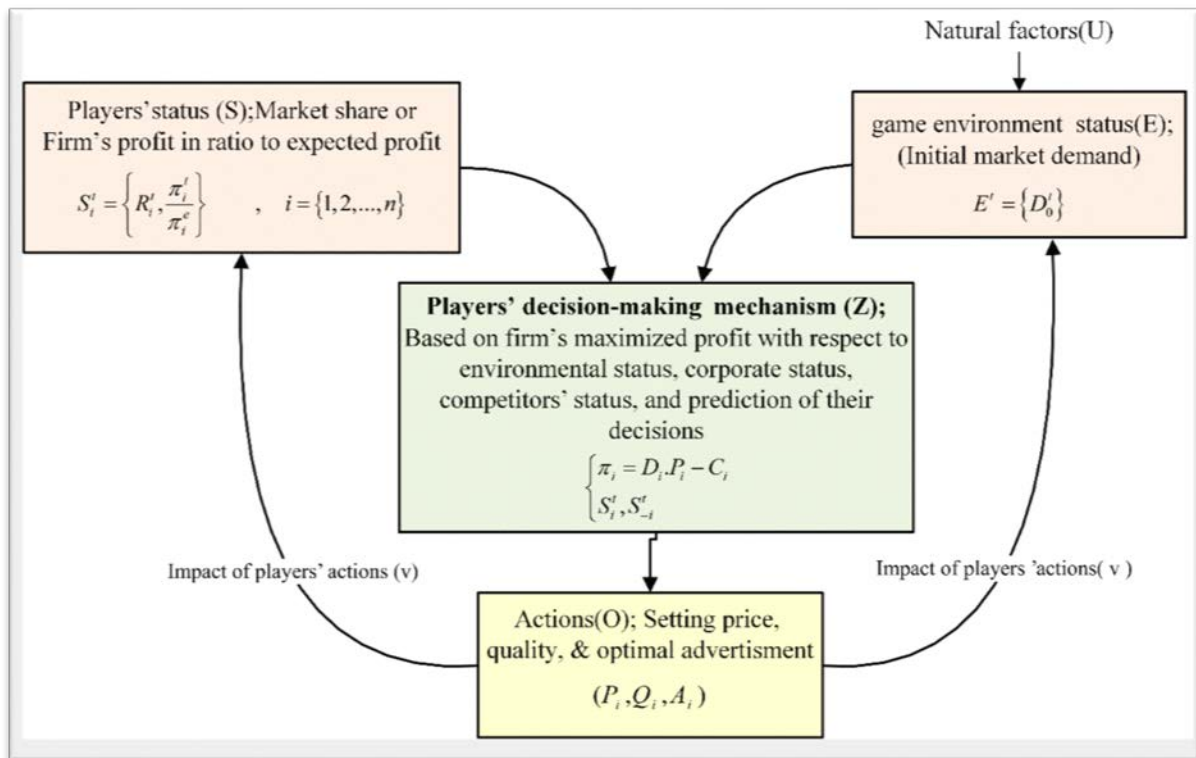 Natural factors(U)
Players'status (S);Market share or
Firm's profit in ratio to expected profit
S_i^t = { R_i^t, π_i^t / π_i^e } , i = {1,2,...,n}
game environment status(E);
(Initial market demand)
E^t = {D_0^t}
Players' decision-making mechanism (Z);
Based on firm's maximized profit with respect to
environmental status, corporate status,
competitors' status, and prediction of their
decisions
{ π_i = D_i.P_i − C_i
S_i^t, S_{-i}^t
Impact of players' actions (v)
Impact of players 'actions( v )
Actions(O); Setting price,
quality, & optimal advertisment
(P_i ,Q_i ,A_i )